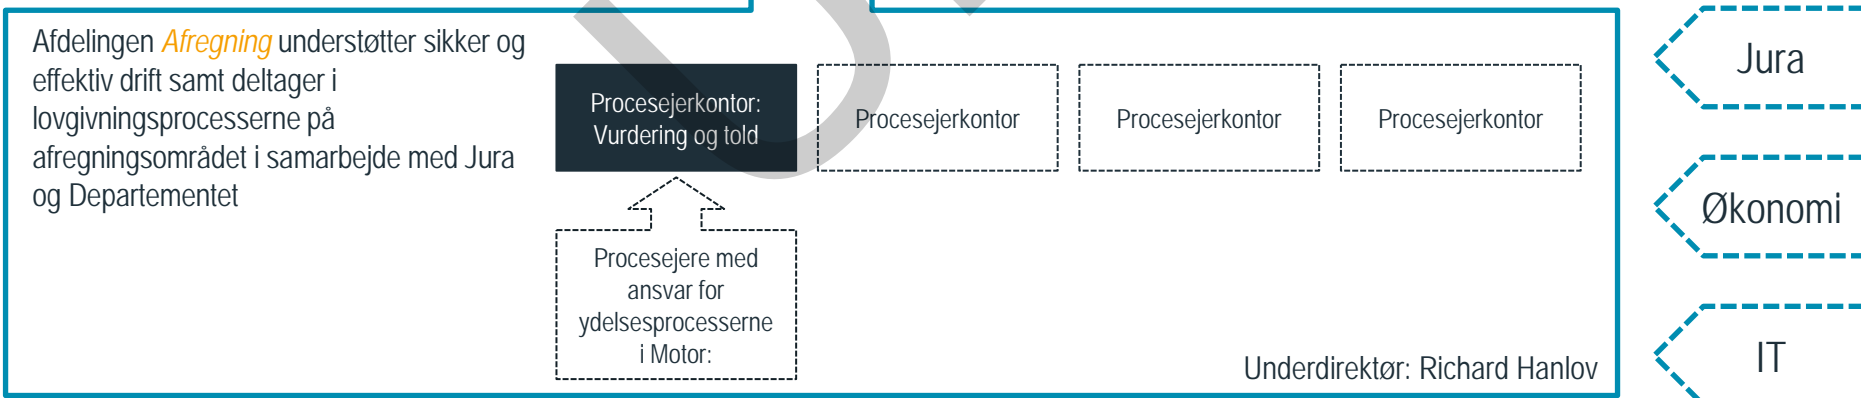 Afdelingen Afregning understøtter sikker og
effektiv drift samt deltager i
lovgivningsprocesserne på
afregningsområdet i samarbejde med Jura
og Departementet
Procesejerkontor:
Vurdering og told
Procesejerkontor
Procesejerkontor
Procesejerkontor
Procesejere med
ansvar for
ydelsesprocesserne
i Motor:
Underdirektør: Richard Hanlov
Jura
Økonomi
IT